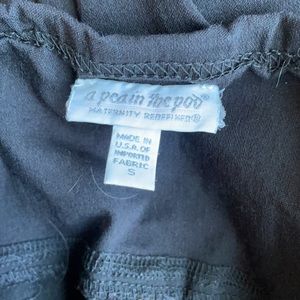 a pea in the pod®
MATERNITY REDEFINED®
MADE IN
U.S.A. OF
IMPORTED
FABRIC
S